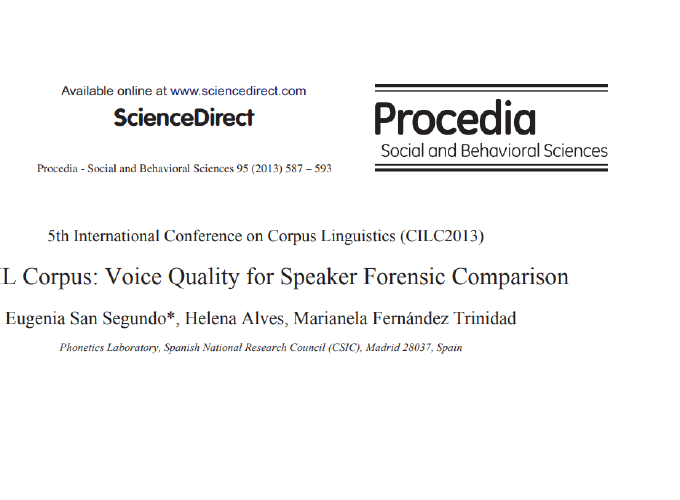 Available online at www.sciencedirect.com
ScienceDirect
Procedia
Social and Behavioral Sciences
Procedia - Social and Behavioral Sciences 95 (2013) 587 – 593
5th International Conference on Corpus Linguistics (CILC2013)
L Corpus: Voice Quality for Speaker Forensic Comparison
Eugenia San Segundo*, Helena Alves, Marianela Fernández Trinidad
Phonetics Laboratory, Spanish National Research Council (CSIC), Madrid 28037, Spain